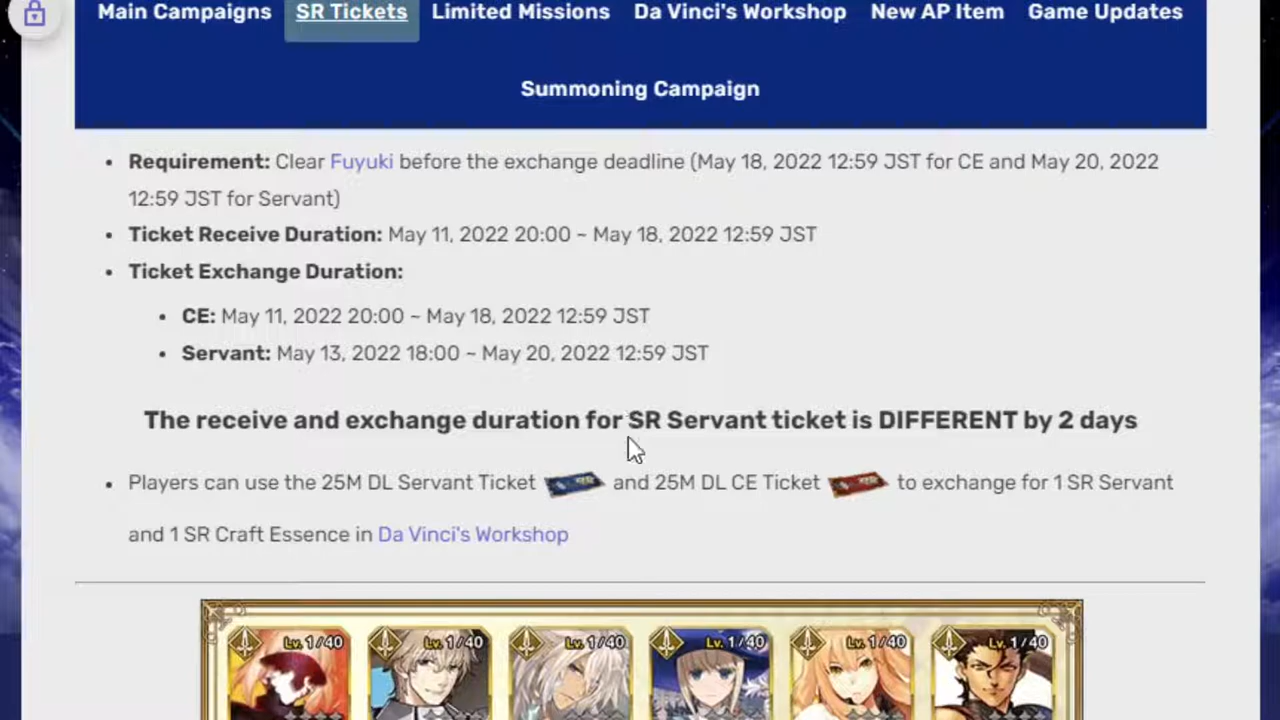 Main Campaigns SR Tickets Limited Missions Da Vinci's Workshop New AP Item Game Updates
Summoning Campaign
• Requirement: Clear Fuyuki before the exchange deadline (May 18, 2022 12:59 JST for CE and May 20, 2022
12:59 JST for Servant)
• Ticket Receive Duration: May 11, 2022 20:00 ~ May 18, 2022 12:59 JST
• Ticket Exchange Duration:
• CE: May 11, 2022 20:00 ~ May 18, 2022 12:59 JST
• Servant: May 13, 2022 18:00 ~ May 20, 2022 12:59 JST
The receive and exchange duration for SR Servant ticket is DIFFERENT by 2 days
• Players can use the 25M DL Servant Ticket and 25M DL CE Ticket to exchange for 1 SR Servant
and 1 SR Craft Essence in Da Vinci's Workshop
Lv. 1/40 Lv. 1/40 Lv. 1/40 Lv. 1/40 Lv. 1/40 Lv. 1/40